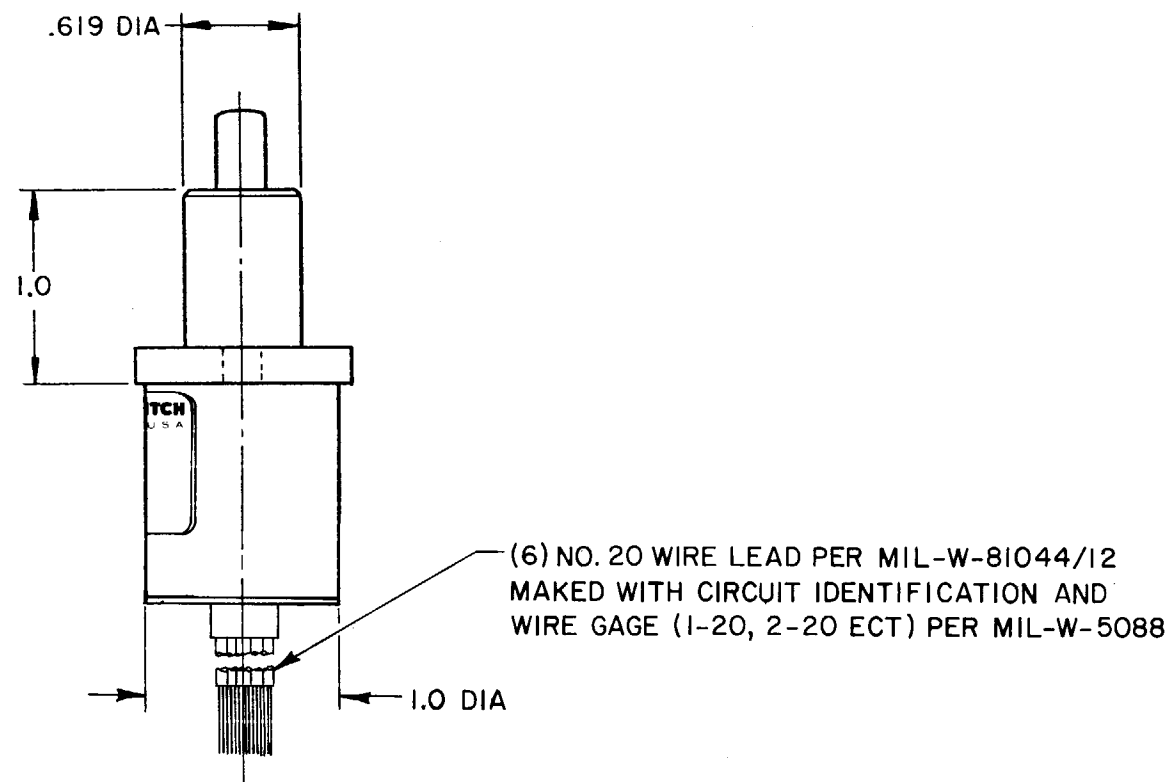 .619 DIA
1.0
ITCH
USA
(6) NO. 20 WIRE LEAD PER MIL-W-81044/12
MAKED WITH CIRCUIT IDENTIFICATION AND
WIRE GAGE (1-20, 2-20 ECT) PER MIL-W-5088
1.0 DIA